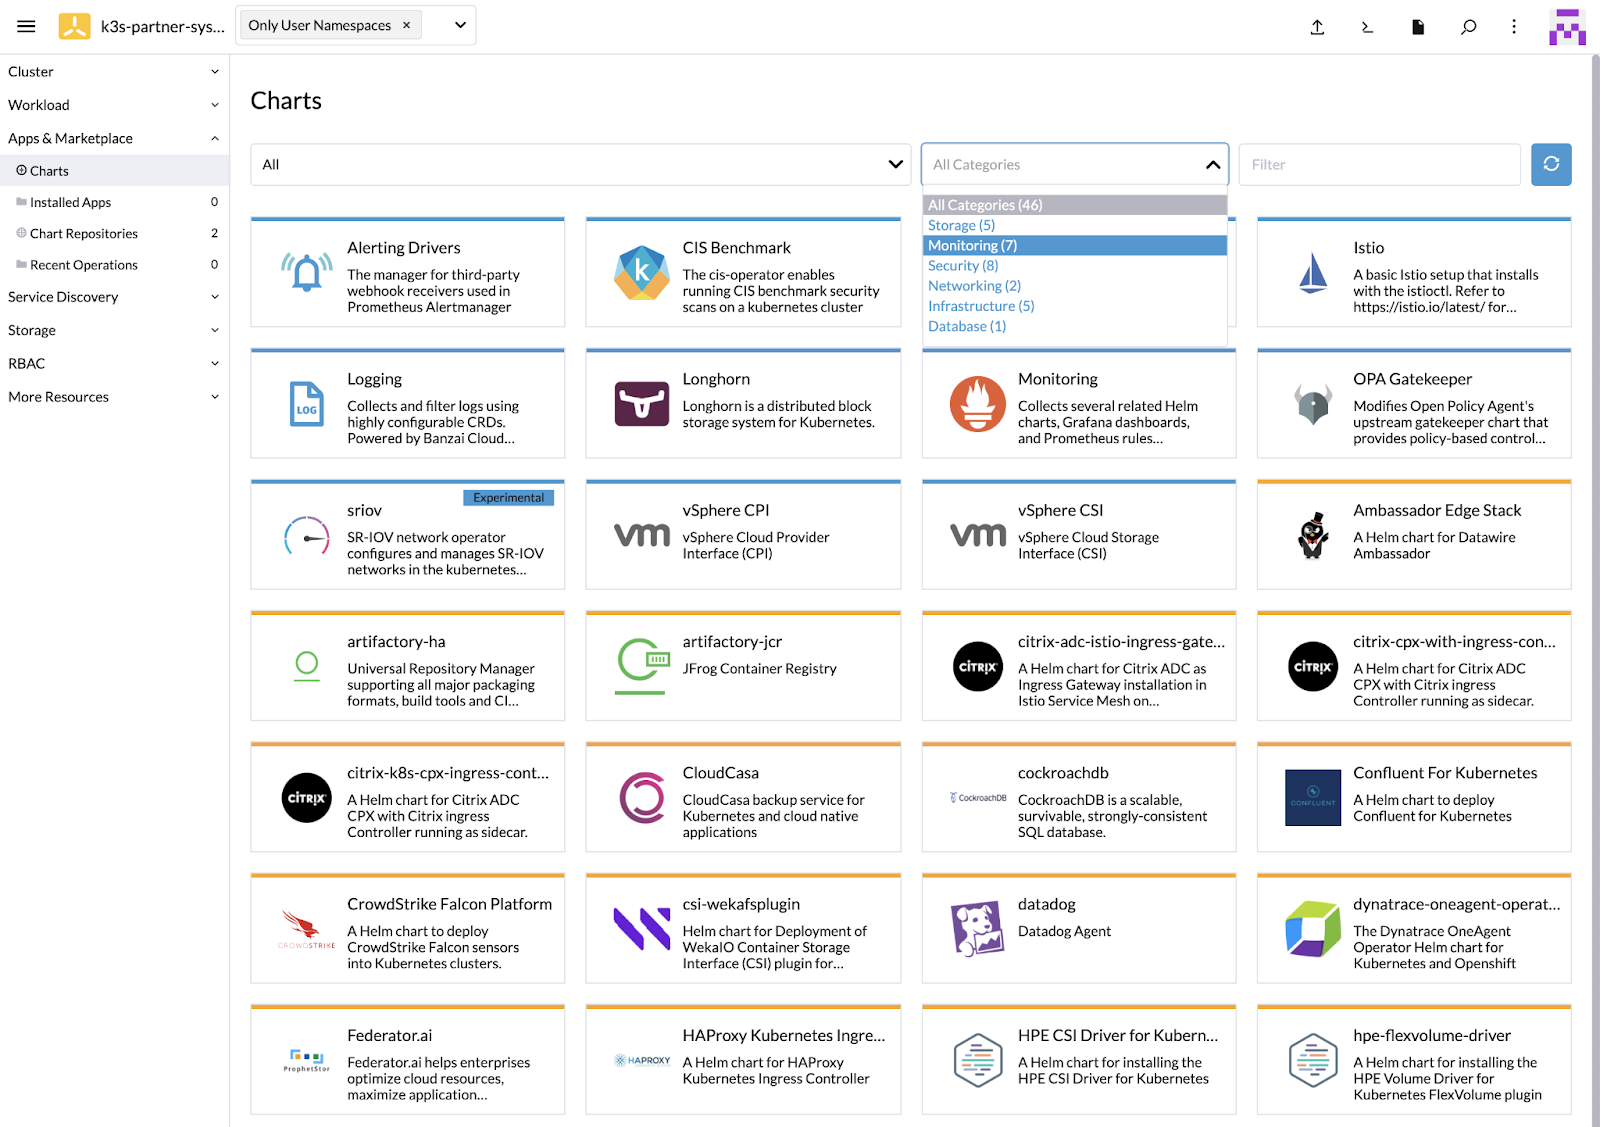 k3s-partner-sys...
Only User Namespaces ×
Cluster
Workload
Apps & Marketplace
Charts
Installed Apps 0
Chart Repositories 2
Recent Operations 0
Service Discovery
Storage
RBAC
More Resources
Charts
All
All Categories
Filter
All Categories (46)
Storage (5)
Monitoring (7)
Security (8)
Networking (2)
Infrastructure (5)
Database (1)
Alerting Drivers
The manager for third-party
webhook receivers used in
Prometheus Alertmanager
k
CIS Benchmark
The cis-operator enables
running CIS benchmark security
scans on a kubernetes cluster
Istio
A basic Istio setup that installs
with the istioctl. Refer to
https://istio.io/latest/ for...
LOG
Logging
Collects and filter logs using
highly configurable CRDs.
Powered by Banzai Cloud...
Longhorn
Longhorn is a distributed block
storage system for Kubernetes.
Monitoring
Collects several related Helm
charts, Grafana dashboards,
and Prometheus rules...
OPA Gatekeeper
Modifies Open Policy Agent's
upstream gatekeeper chart that
provides policy-based control...
Experimental
sriov
SR-IOV network operator
configures and manages SR-IOV
networks in the kubernetes...
vm
vSphere CPI
vSphere Cloud Provider
Interface (CPI)
vm
vSphere CSI
vSphere Cloud Storage
Interface (CSI)
Ambassador Edge Stack
A Helm chart for Datawire
Ambassador
artifactory-ha
Universal Repository Manager
supporting all major packaging
formats, build tools and CI...
artifactory-jcr
JFrog Container Registry
CITRIX
citrix-adc-istio-ingress-gate...
A Helm chart for Citrix ADC as
Ingress Gateway installation in
Istio Service Mesh on...
CITRIX
citrix-cpx-with-ingress-con...
A Helm chart for Citrix ADC
CPX with Citrix ingress
Controller running as sidecar.
CITRIX
citrix-k8s-cpx-ingress-cont...
A Helm chart for Citrix ADC
CPX with Citrix ingress
Controller running as sidecar.
CloudCasa
CloudCasa backup service for
Kubernetes and cloud native
applications
CockroachDB
cockroachdb
CockroachDB is a scalable,
survivable, strongly-consistent
SQL database.
CONFLUENT
Confluent For Kubernetes
A Helm chart to deploy
Confluent for Kubernetes
CROWDSTRIKE
CrowdStrike Falcon Platform
A Helm chart to deploy
CrowdStrike Falcon sensors
into Kubernetes clusters.
csi-wekafsplugin
Helm chart for Deployment of
WekaIO Container Storage
Interface (CSI) plugin for...
datadog
Datadog Agent
dynatrace-oneagent-operat...
The Dynatrace OneAgent
Operator Helm chart for
Kubernetes and Openshift
ProphetStor
Federator.ai
Federator.ai helps enterprises
optimize cloud resources,
maximize application...
HAPROXY
HAProxy Kubernetes Ingre...
A Helm chart for HAProxy
Kubernetes Ingress Controller
HPE CSI Driver for Kubern...
A Helm chart for installing the
HPE CSI Driver for Kubernetes
hpe-flexvolume-driver
A Helm chart for installing the
HPE Volume Driver for
Kubernetes FlexVolume plugin